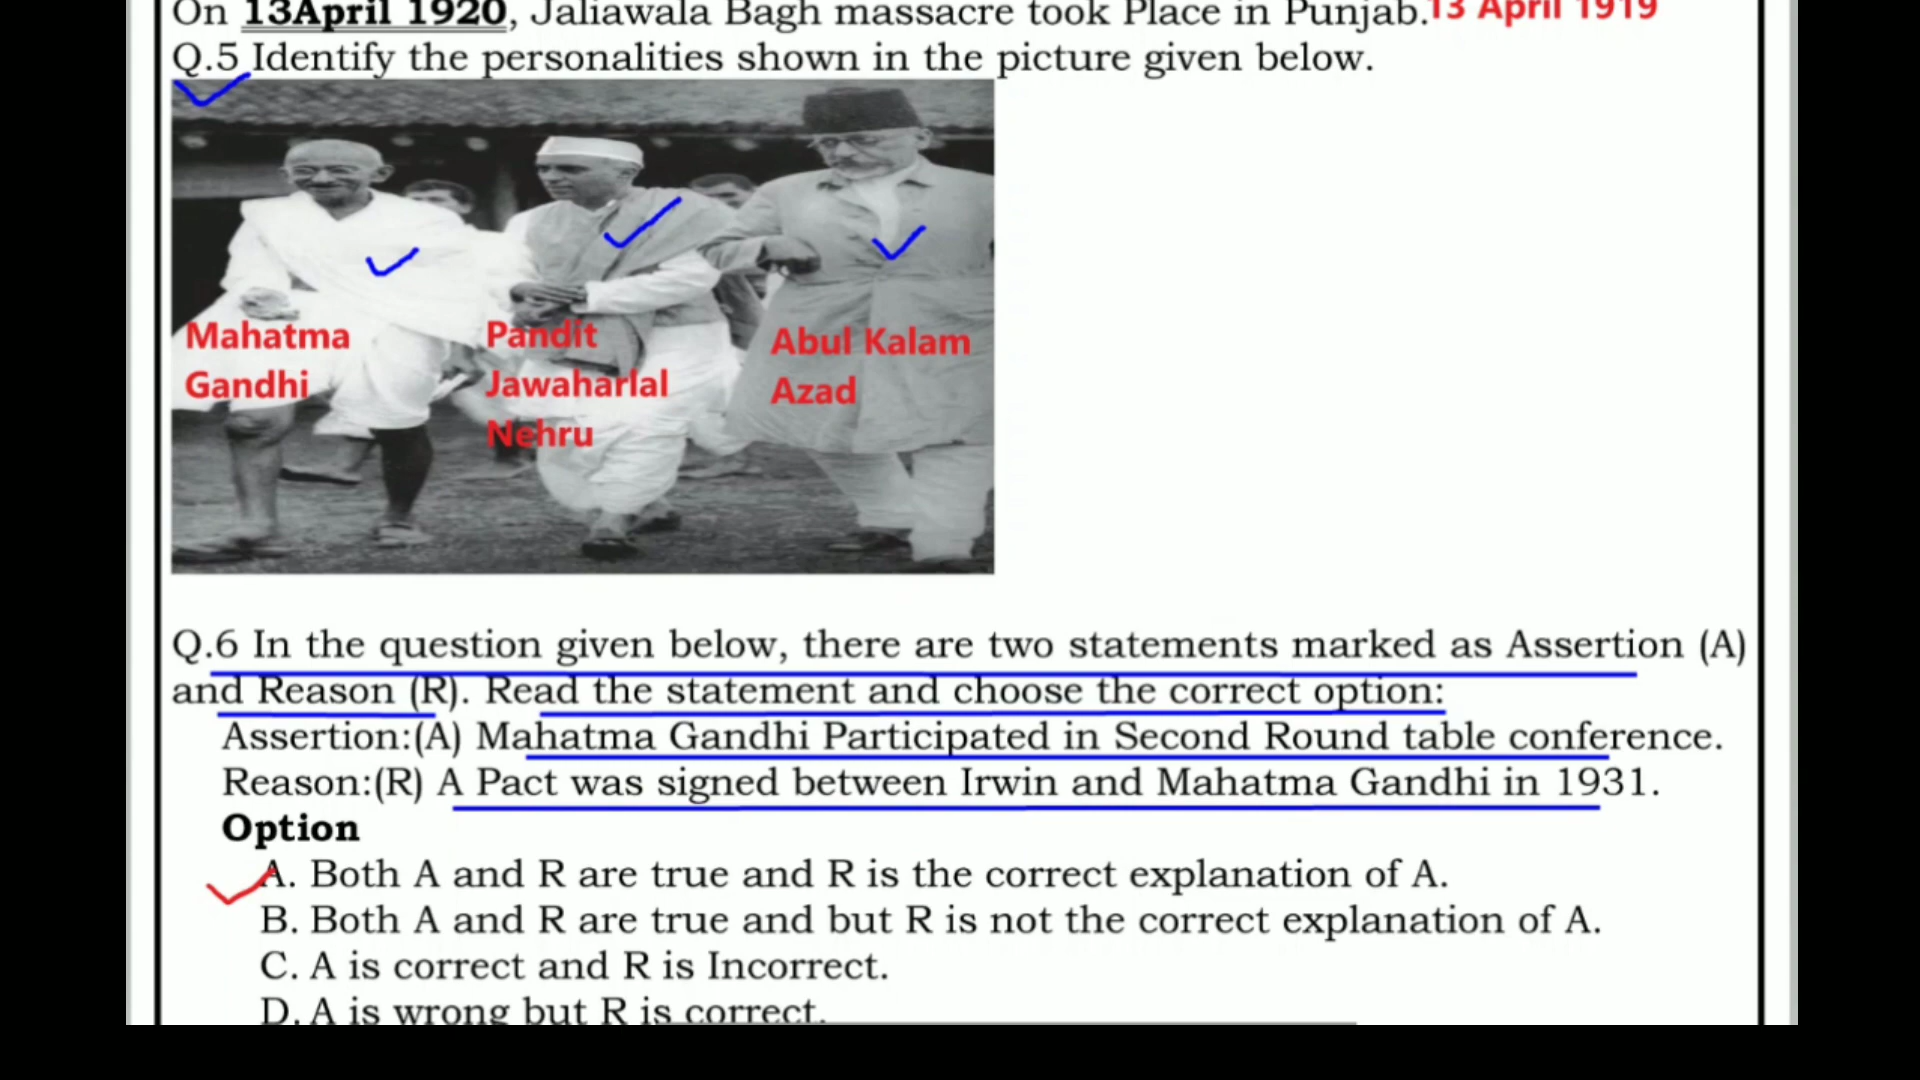 On 13April 1920, Jaliawala Bagh massacre took Place in Punjab.13 April 1919
Q.5 Identify the personalities shown in the picture given below.
Mahatma
Gandhi
Pandit
Jawaharlal
Nehru
Abul Kalam
Azad
Q.6 In the question given below, there are two statements marked as Assertion (A)
and Reason (R). Read the statement and choose the correct option:
Assertion:(A) Mahatma Gandhi Participated in Second Round table conference.
Reason:(R) A Pact was signed between Irwin and Mahatma Gandhi in 1931.
Option
A. Both A and R are true and R is the correct explanation of A.
B. Both A and R are true and but R is not the correct explanation of A.
C. A is correct and R is Incorrect.
D. A is wrong but R is correct.